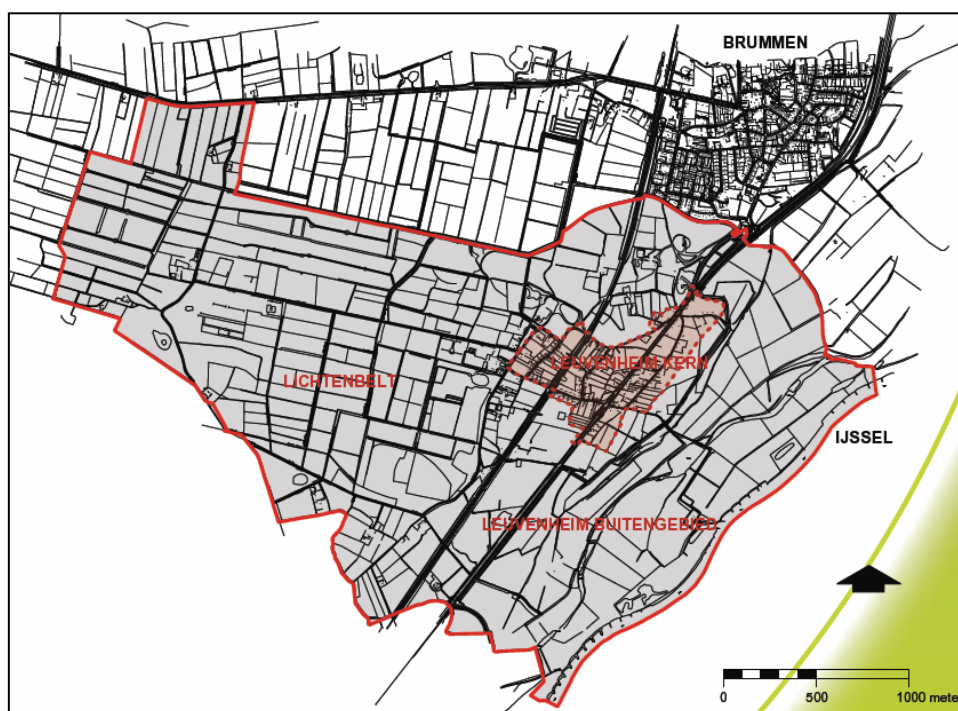 BRUMMEN
LEUVENHEIM KERN
LICHTENBELT
IJSSEL
LEUVENHEIM BUITENGEBIED
0 500 1000 mete